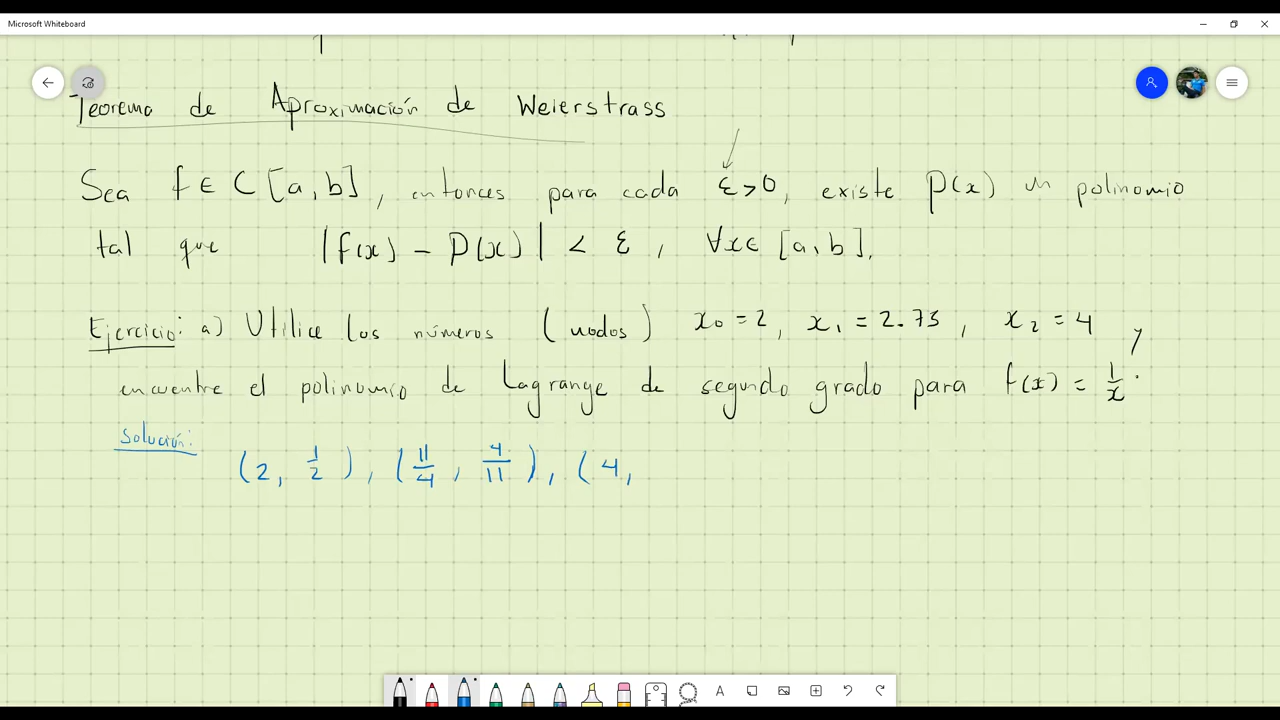 Microsoft Whiteboard
Teorema de Aproximación de Weierstrass
Sea f ∈ C [a, b], entonces para cada ε > 0, existe P(x) un polinomio
tal que |f(x) - P(x)| < ε, ∀x∈ [a, b].
Ejercicio: a) Utilice los números (nodos) x₀ = 2, x₁ = 2.75, x₂ = 4 y
encuentre el polinomio de Lagrange de segundo grado para f(x) = 1/x.
Solución:
(2, 1/2), (11/4, 4/11), (4,